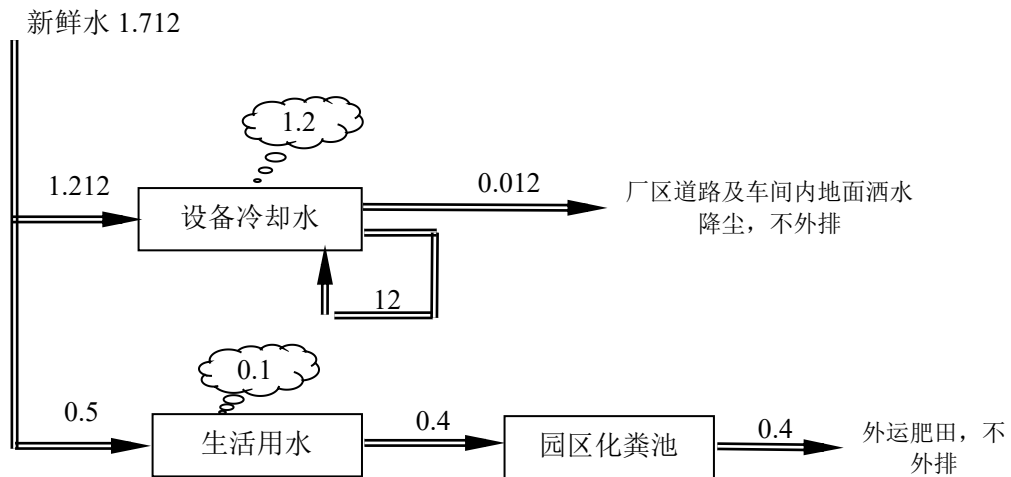 新鲜水 1.712
1.2
1.212
设备冷却水
0.012
厂区道路及车间内地面洒水
降尘，不外排
12
0.1
0.5
生活用水
0.4
园区化粪池
0.4
外运肥田，不
外排